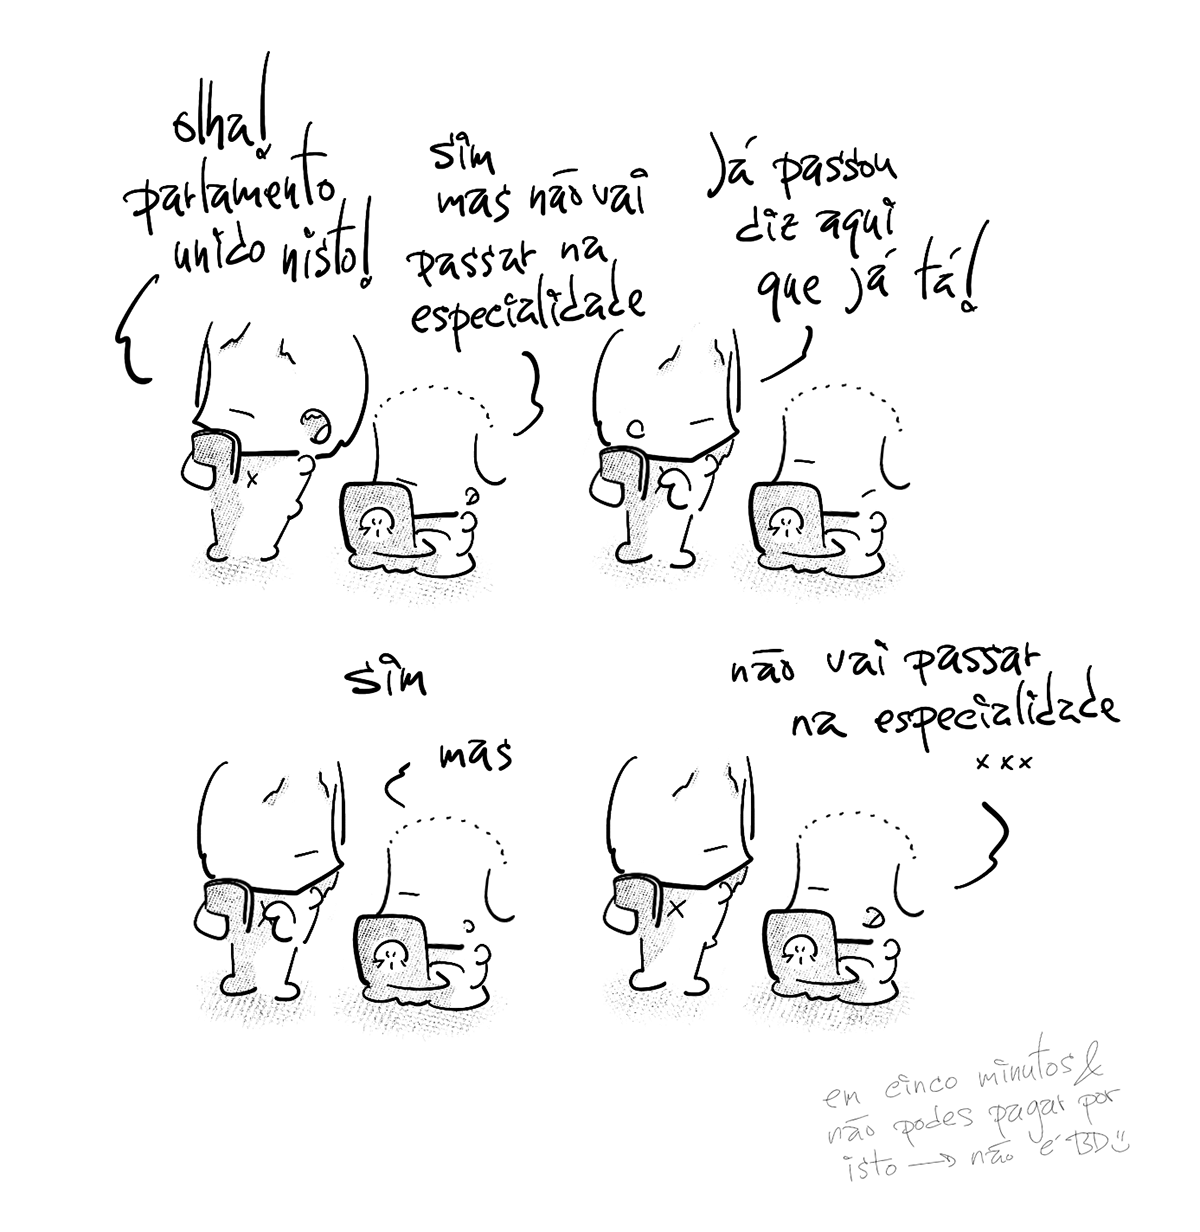 olha!
parlamento
unido nisto!
sim
mas não vai
passar na
especialidade
Já passou
diz aqui
que já tá!
sim
mas
não vai passar
na especialidade
xxx
em cinco minutos &
não podes pagar por
isto → não é BD